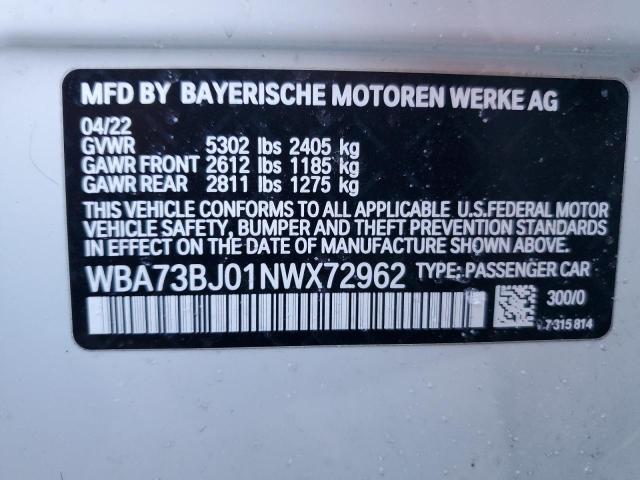 MFD BY BAYERISCHE MOTOREN WERKE AG
04/22
GVWR 5302 lbs 2405 kg
GAWR FRONT 2612 lbs 1185 kg
GAWR REAR 2811 lbs 1275 kg
THIS VEHICLE CONFORMS TO ALL APPLICABLE U.S.FEDERAL MOTOR
VEHICLE SAFETY, BUMPER AND THEFT PREVENTION STANDARDS
IN EFFECT ON THE DATE OF MANUFACTURE SHOWN ABOVE.
WBA73BJ01NWX72962 TYPE: PASSENGER CAR
300/0
7 315 814